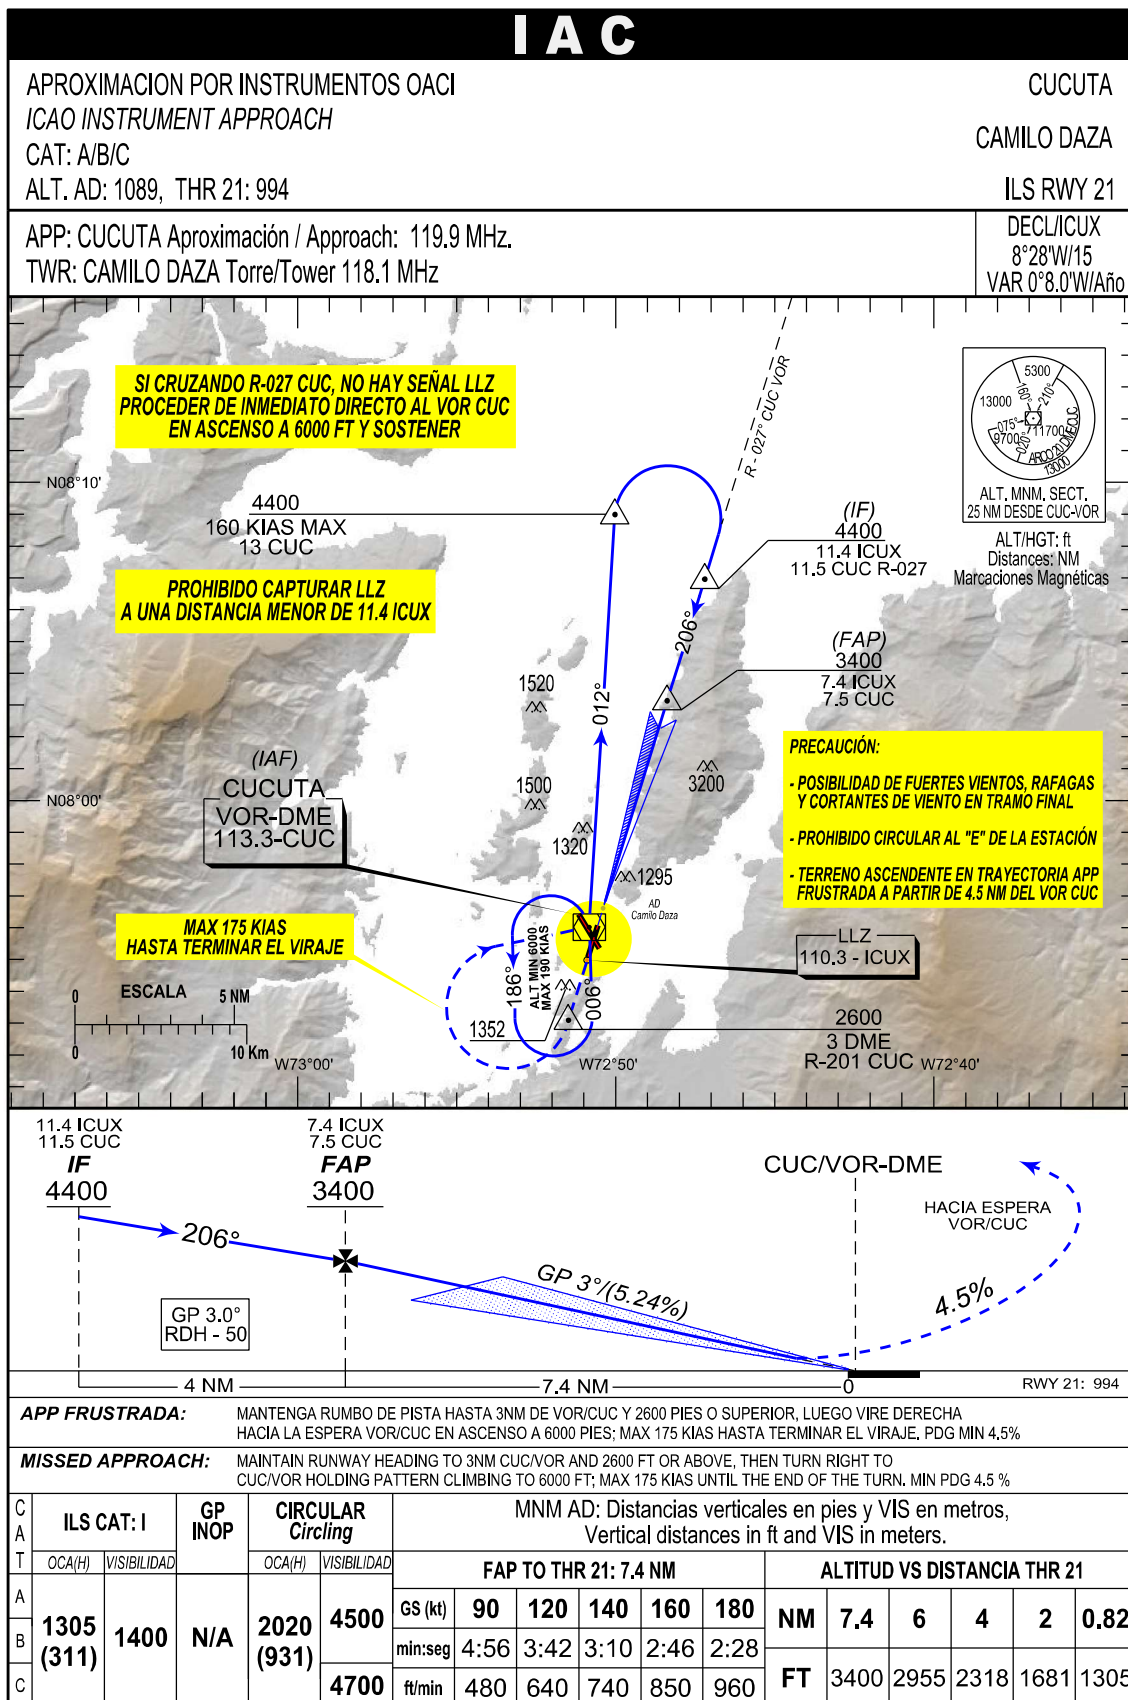 IAC
APROXIMACION POR INSTRUMENTOS OACI
ICAO INSTRUMENT APPROACH
CAT: A/B/C
ALT. AD: 1089, THR 21: 994
CUCUTA
CAMILO DAZA
ILS RWY 21
APP: CUCUTA Aproximación / Approach: 119.9 MHz.
TWR: CAMILO DAZA Torre/Tower 118.1 MHz
DECL/ICUX
8°28'W/15
VAR 0°8.0'W/Año
SI CRUZANDO R-027 CUC, NO HAY SEÑAL LLZ
PROCEDER DE INMEDIATO DIRECTO AL VOR CUC
EN ASCENSO A 6000 FT Y SOSTENER
R - 027° CUC VOR
5300
160°
210°
13000
075°
9700
020°
11700
ARCO 20 DME/CUC
13000
ALT. MNM. SECT.
25 NM DESDE CUC-VOR
ALT/HGT: ft
Distances: NM
Marcaciones Magnéticas
N08°10'
4400
160 KIAS MAX
13 CUC
(IF)
4400
11.4 ICUX
11.5 CUC R-027
PROHIBIDO CAPTURAR LLZ
A UNA DISTANCIA MENOR DE 11.4 ICUX
206°
(FAP)
3400
7.4 ICUX
7.5 CUC
1520
012°
PRECAUCIÓN:
- POSIBILIDAD DE FUERTES VIENTOS, RAFAGAS
Y CORTANTES DE VIENTO EN TRAMO FINAL
- PROHIBIDO CIRCULAR AL "E" DE LA ESTACIÓN
- TERRENO ASCENDENTE EN TRAYECTORIA APP
FRUSTRADA A PARTIR DE 4.5 NM DEL VOR CUC
(IAF)
CUCUTA
VOR-DME
113.3-CUC
N08°00'
1500
3200
1320
1295
AD
Camilo Daza
MAX 175 KIAS
HASTA TERMINAR EL VIRAJE
LLZ
110.3 - ICUX
ALT MIN 6000
MAX 190 KIAS
186°
006°
ESCALA
0
5 NM
0
10 Km
1352
2600
3 DME
R-201 CUC
W73°00'
W72°50'
W72°40'
11.4 ICUX
11.5 CUC
IF
4400
7.4 ICUX
7.5 CUC
FAP
3400
CUC/VOR-DME
HACIA ESPERA
VOR/CUC
206°
GP 3°/(5.24%)
4.5%
GP 3.0°
RDH - 50
4 NM
7.4 NM
0
RWY 21: 994
APP FRUSTRADA: MANTENGA RUMBO DE PISTA HASTA 3NM DE VOR/CUC Y 2600 PIES O SUPERIOR, LUEGO VIRE DERECHA
HACIA LA ESPERA VOR/CUC EN ASCENSO A 6000 PIES; MAX 175 KIAS HASTA TERMINAR EL VIRAJE. PDG MIN 4.5%
MISSED APPROACH: MAINTAIN RUNWAY HEADING TO 3NM CUC/VOR AND 2600 FT OR ABOVE, THEN TURN RIGHT TO
CUC/VOR HOLDING PATTERN CLIMBING TO 6000 FT; MAX 175 KIAS UNTIL THE END OF THE TURN. MIN PDG 4.5 %
CAT
ILS CAT: I
GP INOP
CIRCULAR
Circling
MNM AD: Distancias verticales en pies y VIS en metros,
Vertical distances in ft and VIS in meters.
OCA(H) VISIBILIDAD OCA(H) VISIBILIDAD
FAP TO THR 21: 7.4 NM
ALTITUD VS DISTANCIA THR 21
A
B
C
1305
(311)
1400
N/A
2020
(931)
4500
4700
GS (kt) 90 120 140 160 180
min:seg 4:56 3:42 3:10 2:46 2:28
ft/min 480 640 740 850 960
NM 7.4 6 4 2 0.82
FT 3400 2955 2318 1681 1305